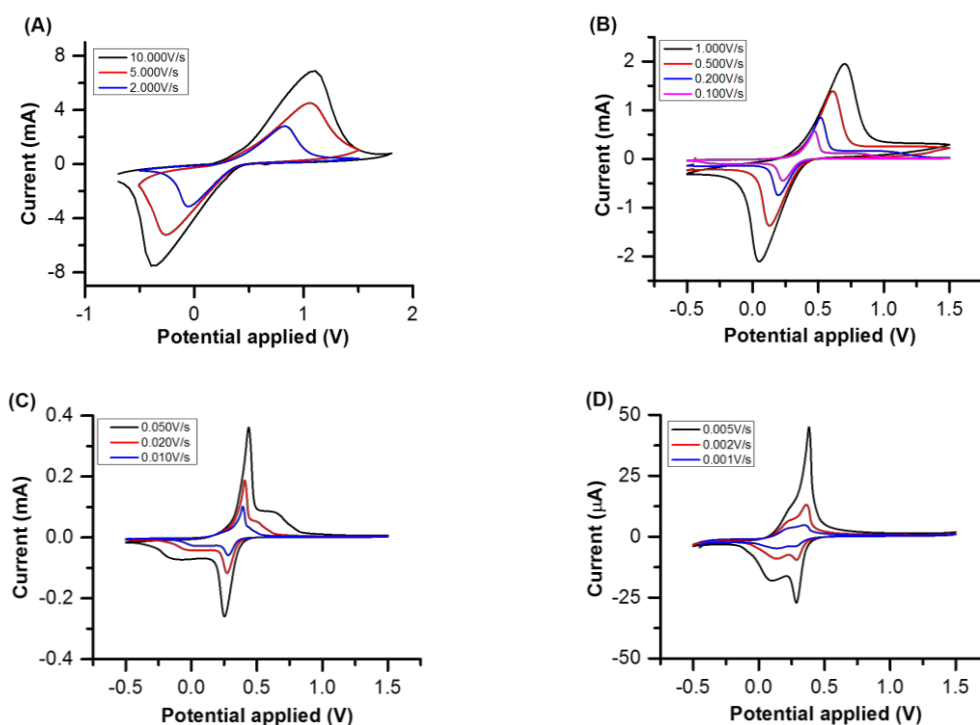 (A)
10.000V/s
5.000V/s
2.000V/s
8
4
0
-4
-8
Current (mA)
-1
0
1
2
Potential applied (V)
(B)
1.000V/s
0.500V/s
0.200V/s
0.100V/s
2
1
0
-1
-2
Current (mA)
-0.5
0.0
0.5
1.0
1.5
Potential applied (V)
(C)
0.050V/s
0.020V/s
0.010V/s
0.4
0.2
0.0
-0.2
-0.4
Current (mA)
-0.5
0.0
0.5
1.0
1.5
Potential applied (V)
(D)
0.005V/s
0.002V/s
0.001V/s
50
25
0
-25
-50
Current (μA)
-0.5
0.0
0.5
1.0
1.5
Potential applied (V)